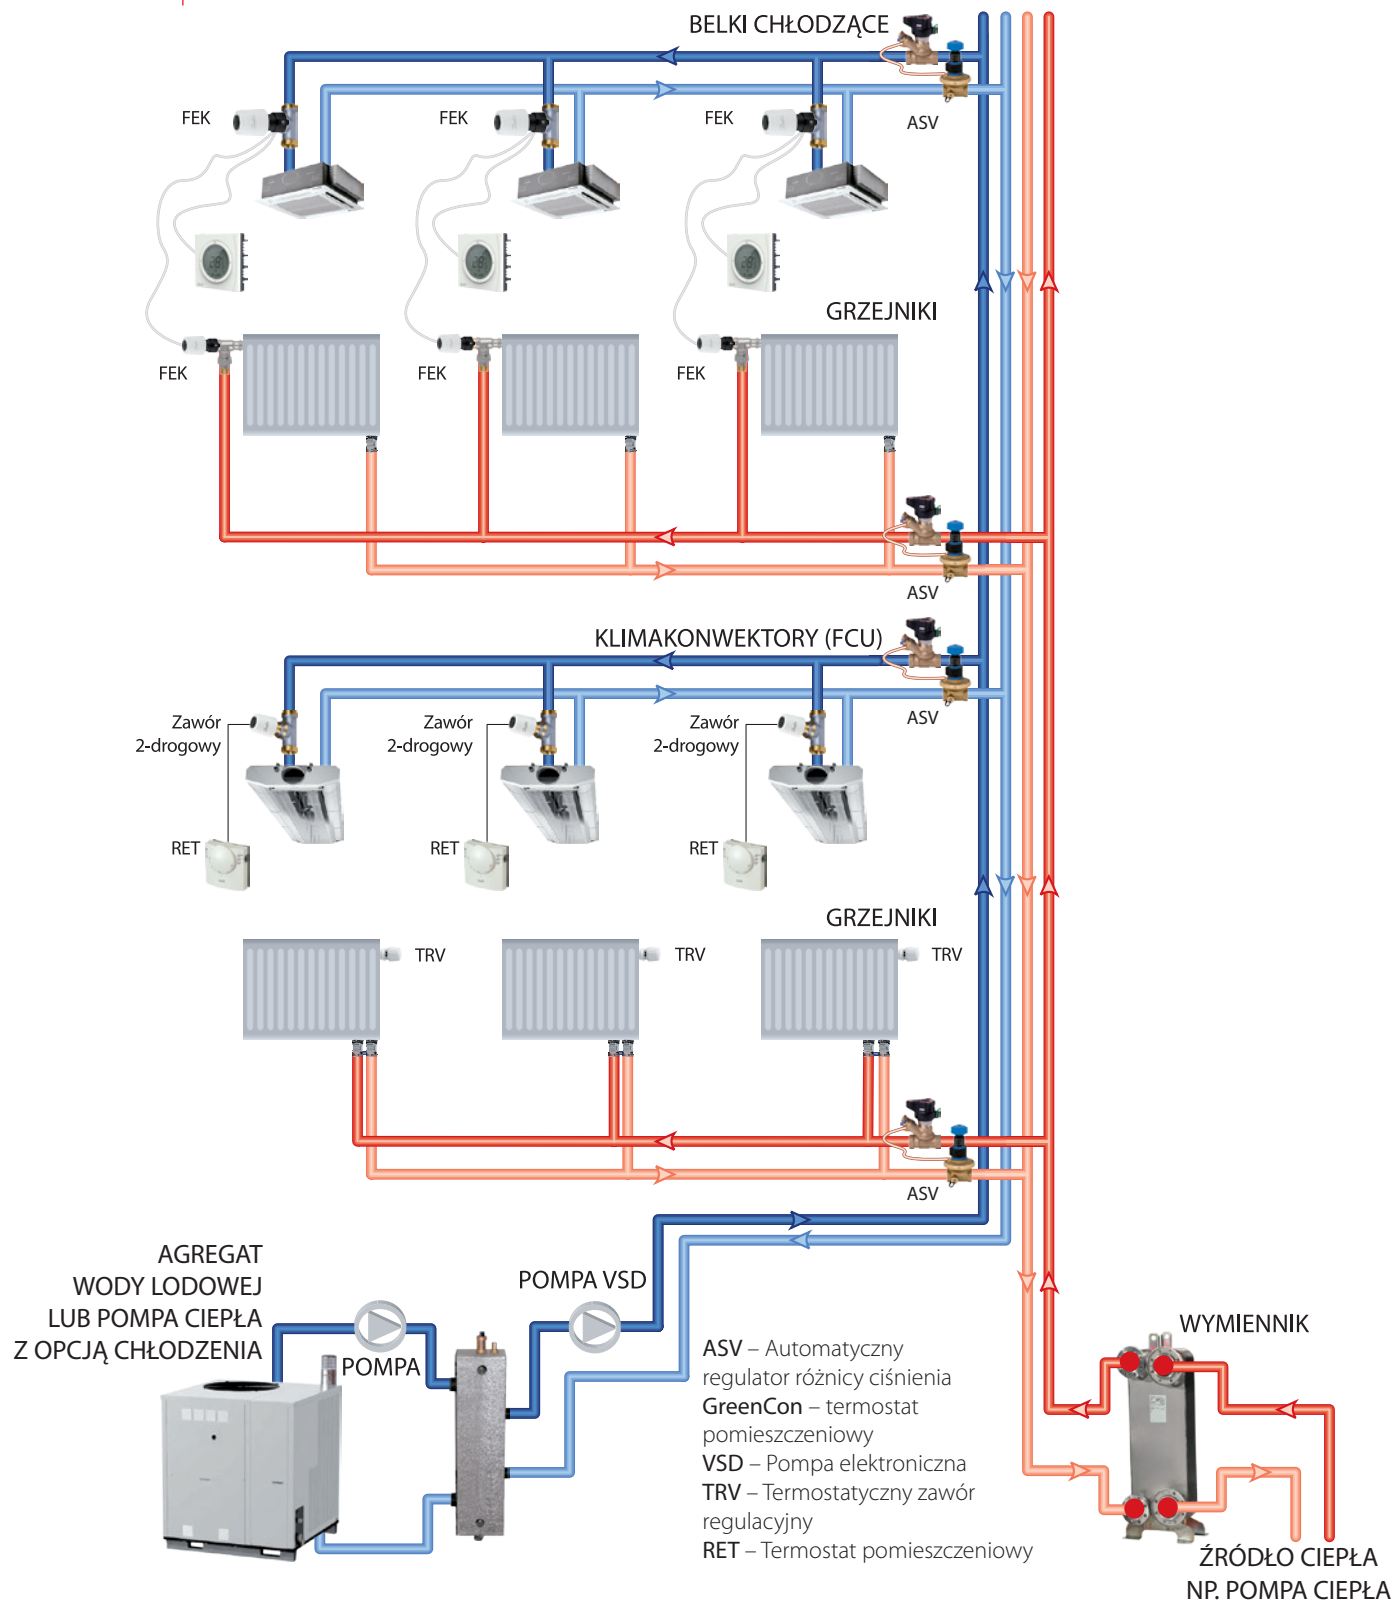 BELKI CHŁODZĄCE
FEK
FEK
FEK
ASV
GRZEJNIKI
FEK
FEK
FEK
ASV
KLIMAKONWEKTORY (FCU)
ASV
Zawór
2-drogowy
Zawór
2-drogowy
Zawór
2-drogowy
RET
RET
RET
GRZEJNIKI
TRV
TRV
TRV
ASV
AGREGAT
WODY LODOWEJ
LUB POMPA CIEPŁA
Z OPCJĄ CHŁODZENIA
POMPA
POMPA VSD
WYMIENNIK
ASV – Automatyczny
regulator różnicy ciśnienia
GreenCon – termostat
pomieszczeniowy
VSD – Pompa elektroniczna
TRV – Termostatyczny zawór
regulacyjny
RET – Termostat pomieszczeniowy
ŹRÓDŁO CIEPŁA
NP. POMPA CIEPŁA